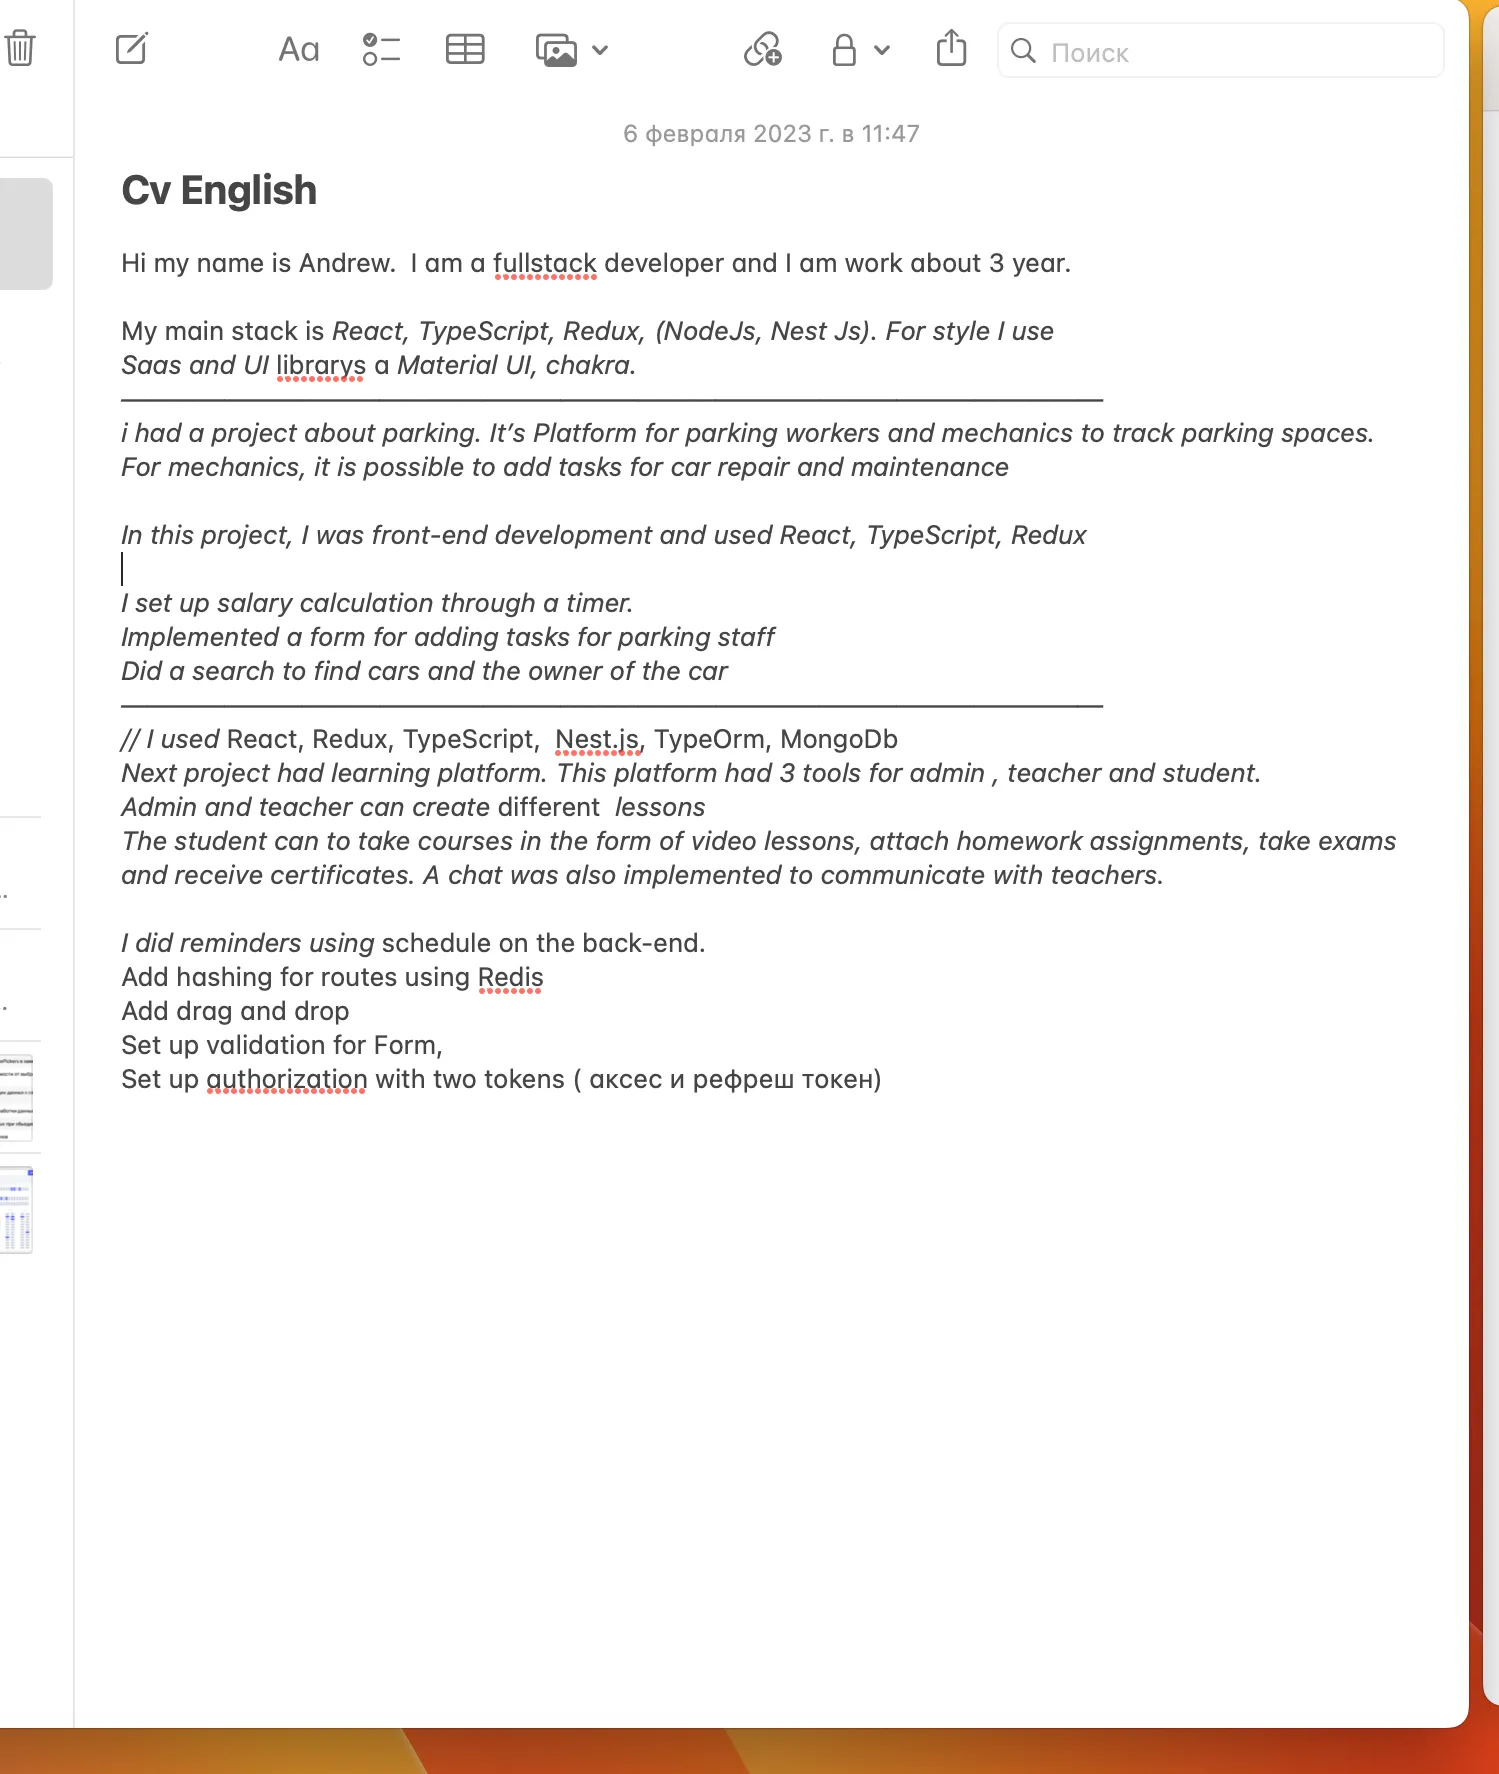 Aa
Поиск
6 февраля 2023 г. в 11:47
Cv English
Hi my name is Andrew.  I am a fullstack developer and I am work about 3 year.
My main stack is React, TypeScript, Redux, (NodeJs, Nest Js). For style I use
Saas and UI librarys a Material UI, chakra.
i had a project about parking. It’s Platform for parking workers and mechanics to track parking spaces.
For mechanics, it is possible to add tasks for car repair and maintenance
In this project, I was front-end development and used React, TypeScript, Redux
I set up salary calculation through a timer.
Implemented a form for adding tasks for parking staff
Did a search to find cars and the owner of the car
// I used React, Redux, TypeScript,  Nest.js, TypeOrm, MongoDb
Next project had learning platform. This platform had 3 tools for admin , teacher and student.
Admin and teacher can create different  lessons
The student can to take courses in the form of video lessons, attach homework assignments, take exams
and receive certificates. A chat was also implemented to communicate with teachers.
I did reminders using schedule on the back-end.
Add hashing for routes using Redis
Add drag and drop
Set up validation for Form,
Set up authorization with two tokens ( аксес и рефреш токен)